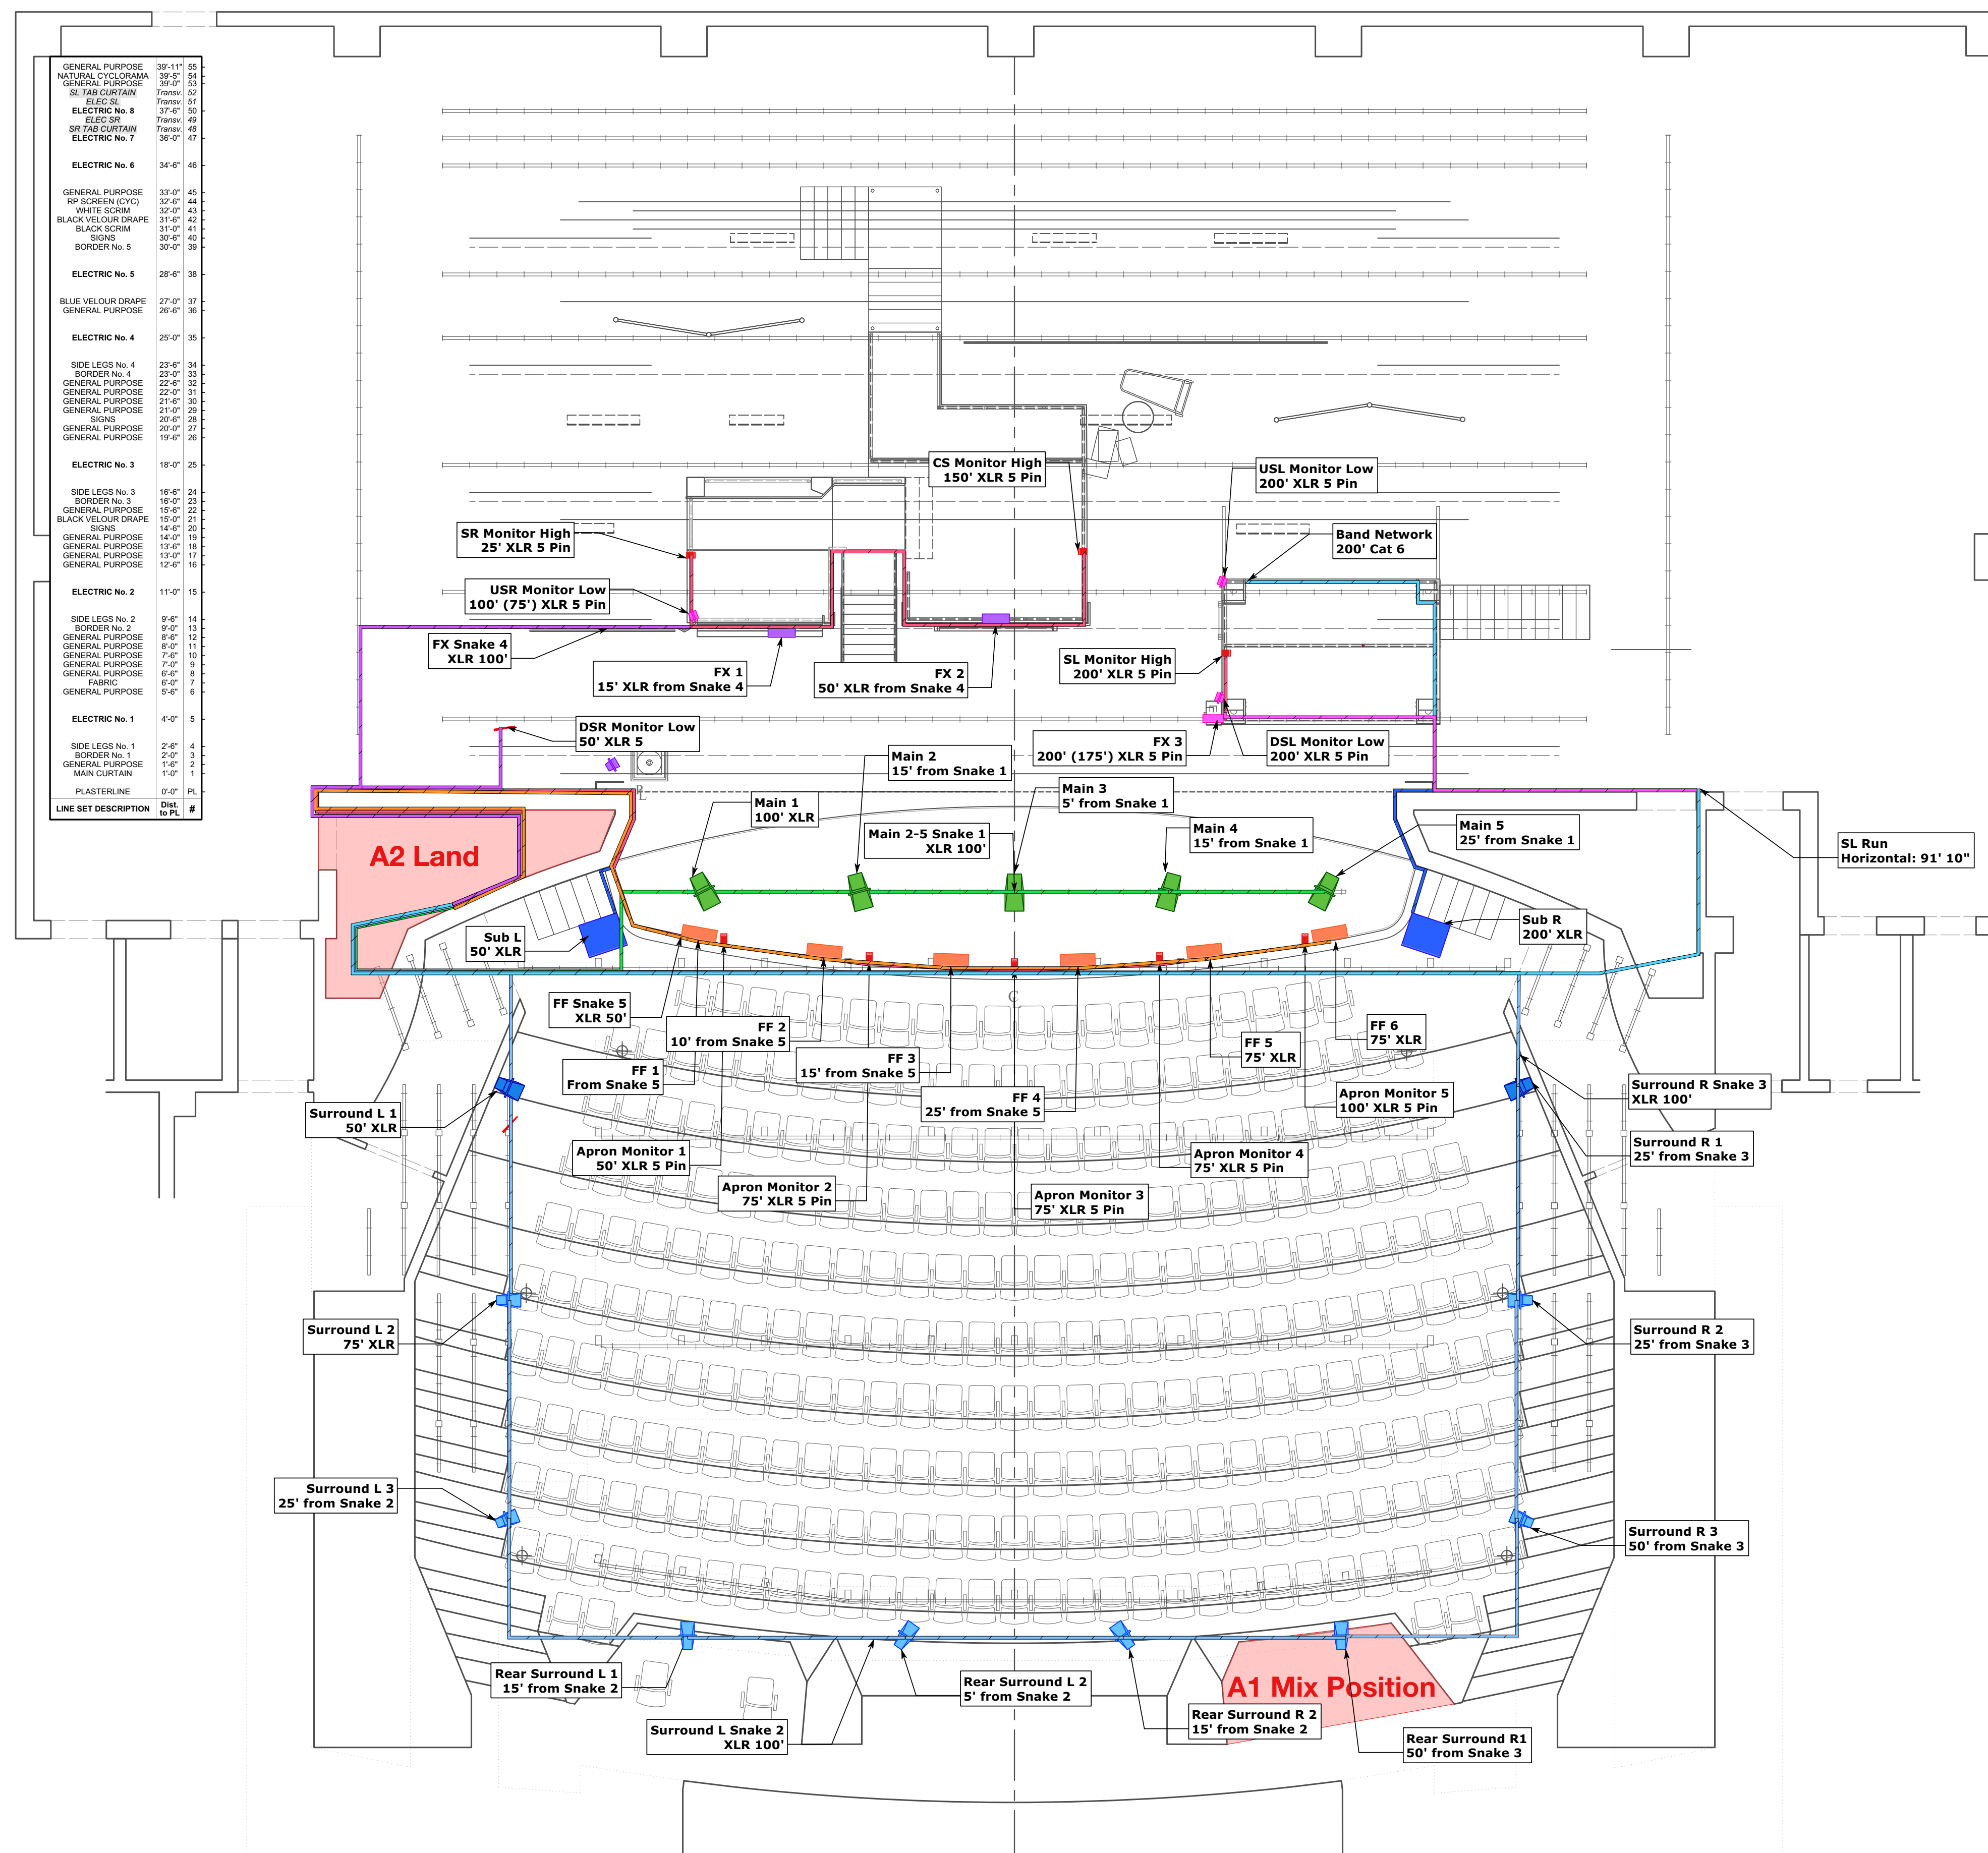 GENERAL PURPOSE 39'-11" 55
NATURAL CYCLORAMA 39'-5" 54
GENERAL PURPOSE 39'-0" 53
SL TAB CURTAIN Transv. 52
ELEC SL Transv. 51
ELECTRIC No. 8 37'-6" 50
ELEC SR Transv. 49
SR TAB CURTAIN Transv. 48
ELECTRIC No. 7 36'-0" 47
ELECTRIC No. 6 34'-6" 46
GENERAL PURPOSE 33'-0" 45
RP SCREEN (CYC) 32'-6" 44
WHITE SCRIM 32'-0" 43
BLACK VELOUR DRAPE 31'-6" 42
BLACK SCRIM 31'-0" 41
SIGNS 30'-6" 40
BORDER No. 5 30'-0" 39
ELECTRIC No. 5 28'-6" 38
BLUE VELOUR DRAPE 27'-0" 37
GENERAL PURPOSE 26'-6" 36
ELECTRIC No. 4 25'-0" 35
SIDE LEGS No. 4 23'-6" 34
BORDER No. 4 23'-0" 33
GENERAL PURPOSE 22'-6" 32
GENERAL PURPOSE 22'-0" 31
GENERAL PURPOSE 21'-6" 30
GENERAL PURPOSE 21'-0" 29
SIGNS 20'-6" 28
GENERAL PURPOSE 20'-0" 27
GENERAL PURPOSE 19'-6" 26
ELECTRIC No. 3 18'-0" 25
SIDE LEGS No. 3 16'-6" 24
BORDER No. 3 16'-0" 23
GENERAL PURPOSE 15'-6" 22
BLACK VELOUR DRAPE 15'-0" 21
SIGNS 14'-6" 20
GENERAL PURPOSE 14'-0" 19
GENERAL PURPOSE 13'-6" 18
GENERAL PURPOSE 13'-0" 17
GENERAL PURPOSE 12'-6" 16
ELECTRIC No. 2 11'-0" 15
SIDE LEGS No. 2 9'-6" 14
BORDER No. 2 9'-0" 13
GENERAL PURPOSE 8'-6" 12
GENERAL PURPOSE 8'-0" 11
GENERAL PURPOSE 7'-6" 10
GENERAL PURPOSE 7'-0" 9
GENERAL PURPOSE 6'-6" 8
FABRIC 6'-0" 7
GENERAL PURPOSE 5'-6" 6
ELECTRIC No. 1 4'-0" 5
SIDE LEGS No. 1 2'-6" 4
BORDER No. 1 2'-0" 3
GENERAL PURPOSE 1'-6" 2
MAIN CURTAIN 1'-0" 1
PLASTERLINE 0'-0" PL
LINE SET DESCRIPTION Dist. to PL #
CS Monitor High
150' XLR 5 Pin
USL Monitor Low
200' XLR 5 Pin
SR Monitor High
25' XLR 5 Pin
Band Network
200' Cat 6
USR Monitor Low
100' (75') XLR 5 Pin
FX Snake 4
XLR 100'
FX 1
15' XLR from Snake 4
FX 2
50' XLR from Snake 4
SL Monitor High
200' XLR 5 Pin
DSR Monitor Low
50' XLR 5
FX 3
200' (175') XLR 5 Pin
DSL Monitor Low
200' XLR 5 Pin
Main 2
15' from Snake 1
Main 3
5' from Snake 1
Main 1
100' XLR
Main 2-5 Snake 1
XLR 100'
Main 4
15' from Snake 1
Main 5
25' from Snake 1
SL Run
Horizontal: 91' 10"
PL
A2 Land
Sub L
50' XLR
Sub R
200' XLR
C
FF Snake 5
XLR 50'
FF 2
10' from Snake 5
FF 1
From Snake 5
FF 3
15' from Snake 5
FF 4
25' from Snake 5
FF 5
75' XLR
FF 6
75' XLR
Apron Monitor 5
100' XLR 5 Pin
Surround R Snake 3
XLR 100'
Surround L 1
50' XLR
Surround R 1
25' from Snake 3
Apron Monitor 1
50' XLR 5 Pin
Apron Monitor 4
75' XLR 5 Pin
Apron Monitor 2
75' XLR 5 Pin
Apron Monitor 3
75' XLR 5 Pin
Surround L 2
75' XLR
Surround R 2
25' from Snake 3
Surround L 3
25' from Snake 2
Surround R 3
50' from Snake 3
Rear Surround L 1
15' from Snake 2
Rear Surround L 2
5' from Snake 2
A1 Mix Position
Rear Surround R 2
15' from Snake 2
Surround L Snake 2
XLR 100'
Rear Surround R1
50' from Snake 3